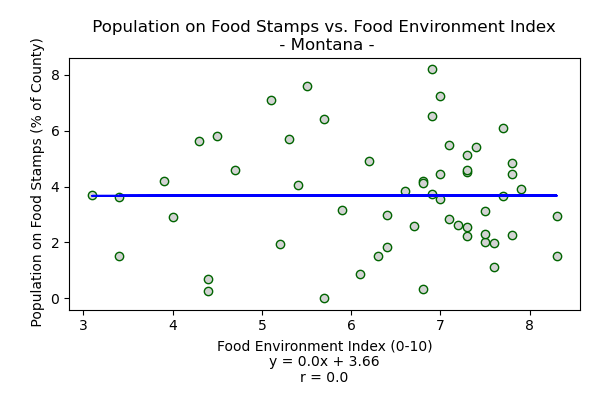 Population on Food Stamps vs. Food Environment Index
- Montana -
Population on Food Stamps (% of County)
8
6
4
2
0
3 4 5 6 7 8
Food Environment Index (0-10)
y = 0.0x + 3.66
r = 0.0